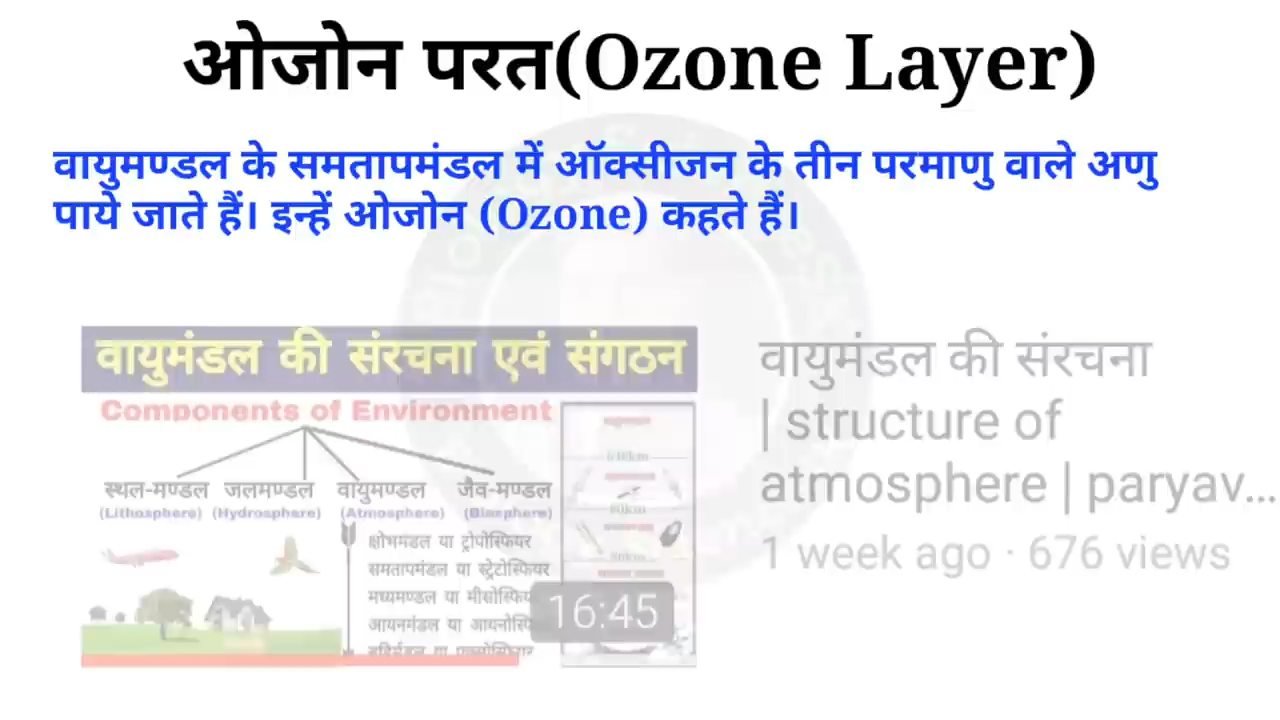 ओजोन परत(Ozone Layer)
वायुमण्डल के समतापमंडल में ऑक्सीजन के तीन परमाणु वाले अणु
पाये जाते हैं। इन्हें ओजोन (Ozone) कहते हैं।
वायुमंडल की संरचना एवं संगठन
Components of Environment
स्थल-मण्डल जलमण्डल वायुमण्डल जैव-मण्डल
(Lithosphere) (Hydrosphere) (Atmosphere) (Biosphere)
क्षोभमंडल या ट्रोपोस्फियर
समतापमंडल या स्ट्रेटोस्फियर
मध्यमण्डल या
आयनमंडल या
16:45
वायुमंडल की संरचना
| structure of
atmosphere | paryav...
1 week ago · 676 views